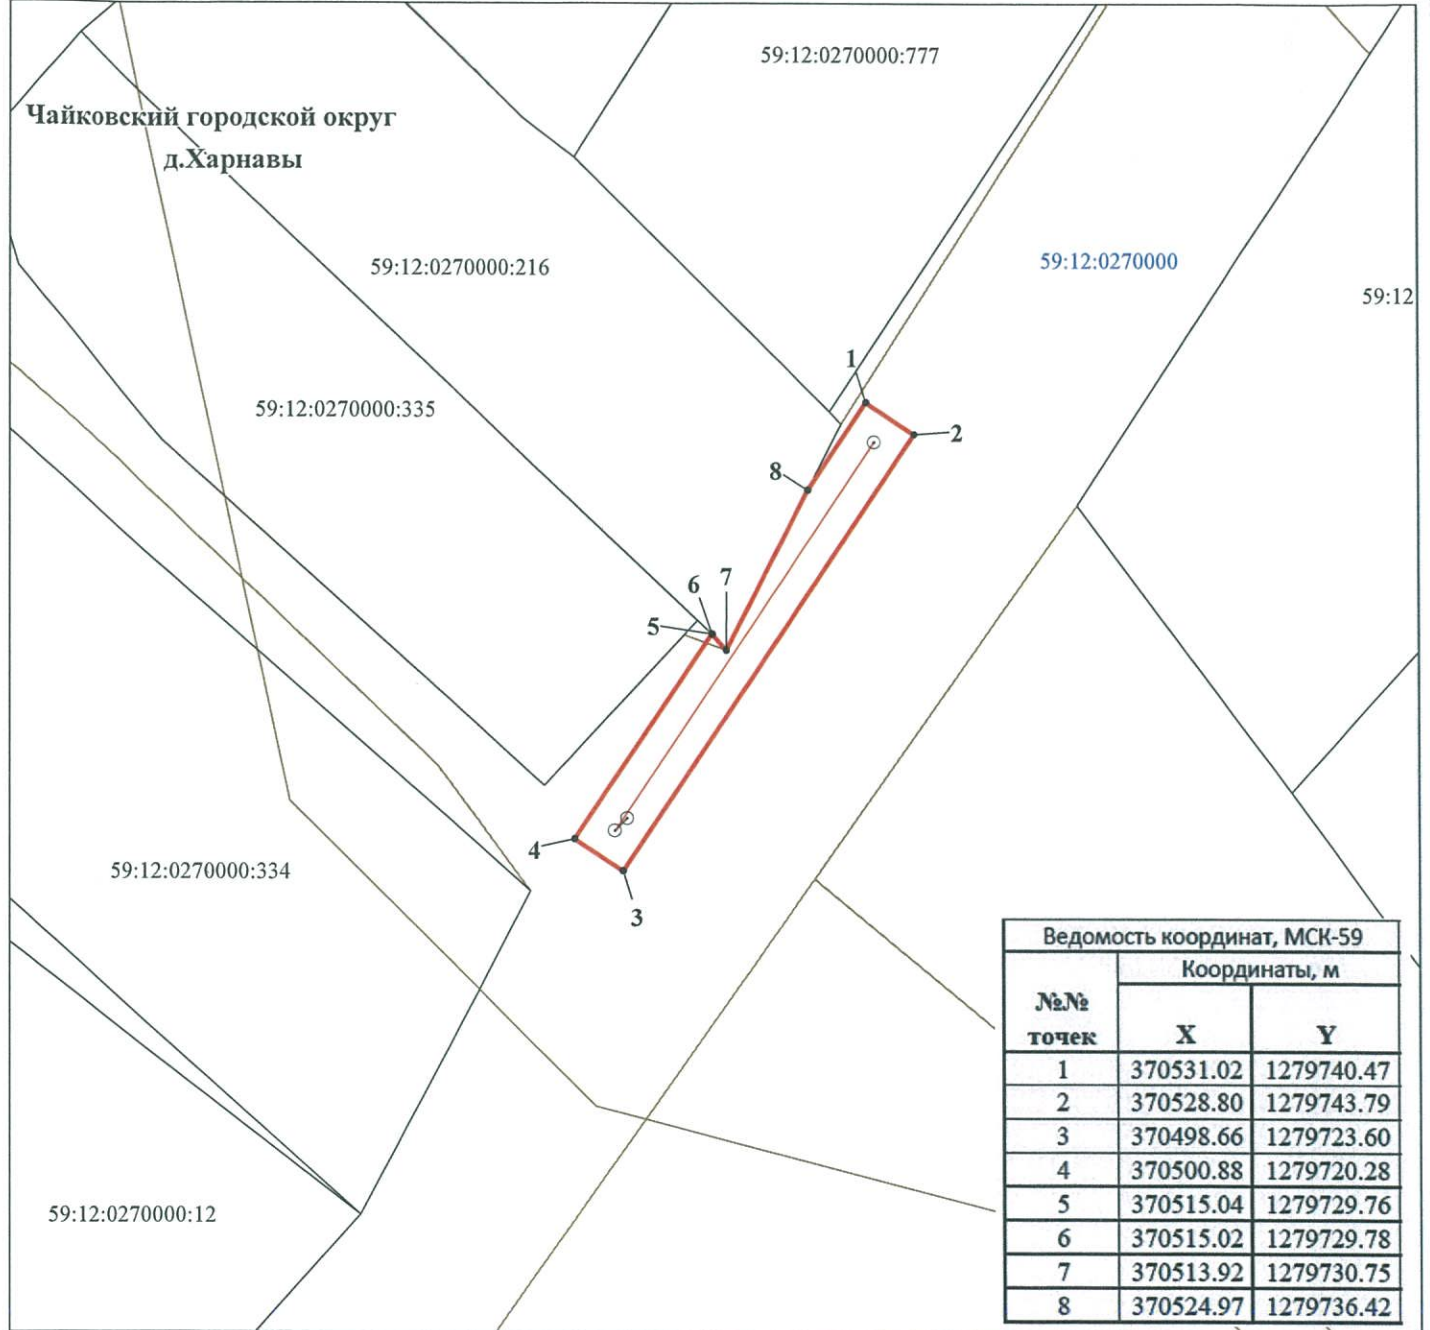 59:12:0270000:777
Чайковский городской округ
д.Харнавы
59:12:0270000:216
59:12:0270000
59:12
1
59:12:0270000:335
2
8
7
6
5
4
59:12:0270000:334
3
Ведомость координат, МСК-59
№№ точек Координаты, м
X Y
1 370531.02 1279740.47
2 370528.80 1279743.79
3 370498.66 1279723.60
4 370500.88 1279720.28
5 370515.04 1279729.76
6 370515.02 1279729.78
7 370513.92 1279730.75
8 370524.97 1279736.42
59:12:0270000:12